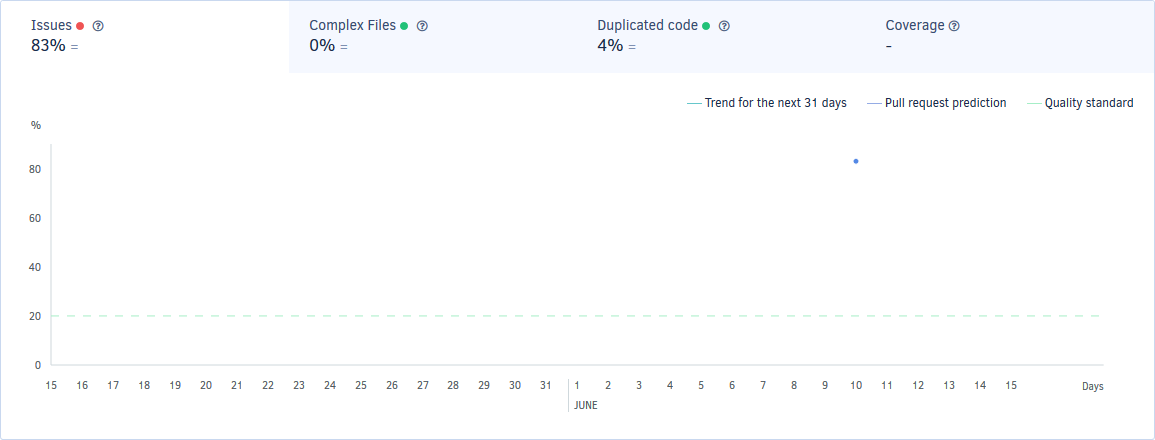 Issues Complex Files Duplicated code Coverage
83% = 0% = 4% = -
Trend for the next 31 days Pull request prediction Quality standard
%
80
60
40
20
0
15 16 17 18 19 20 21 22 23 24 25 26 27 28 29 30 31 1 2 3 4 5 6 7 8 9 10 11 12 13 14 15 Days
JUNE